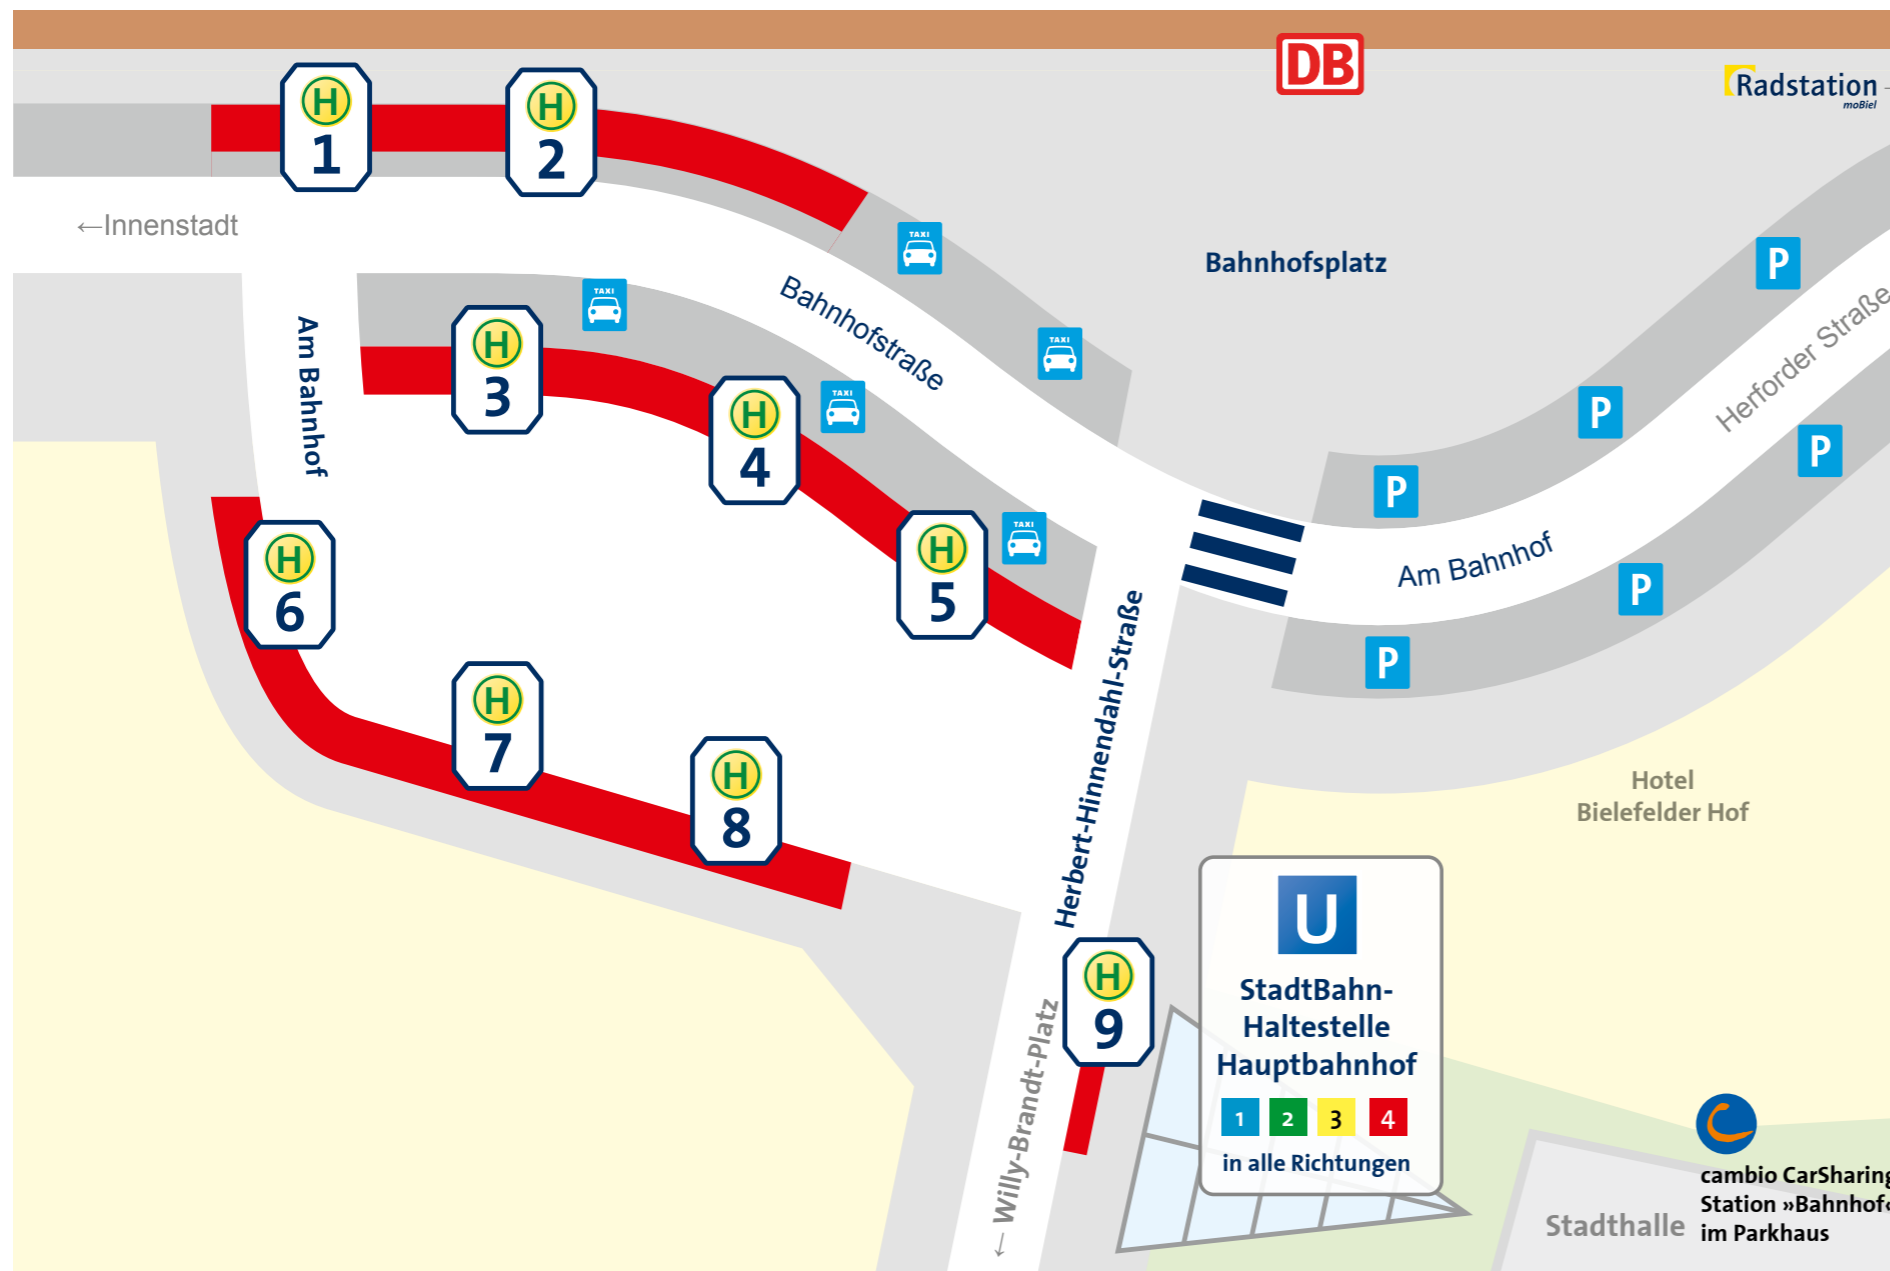 DB
Radstation
moBiel
H
1
H
2
←Innenstadt
TAXI
Bahnhofsplatz
P
TAXI
Bahnhofstraße
Herforder Straße
Am Bahnhof
H
3
TAXI
H
4
TAXI
P
P
P
H
5
TAXI
H
6
Am Bahnhof
P
P
Herbert-Hinnendahl-Straße
H
7
H
8
Hotel
Bielefelder Hof
U
StadtBahn-
Haltestelle
Hauptbahnhof
1 2 3 4
in alle Richtungen
H
9
← Willy-Brandt-Platz
cambio CarSharing
Station »Bahnhof«
im Parkhaus
Stadthalle